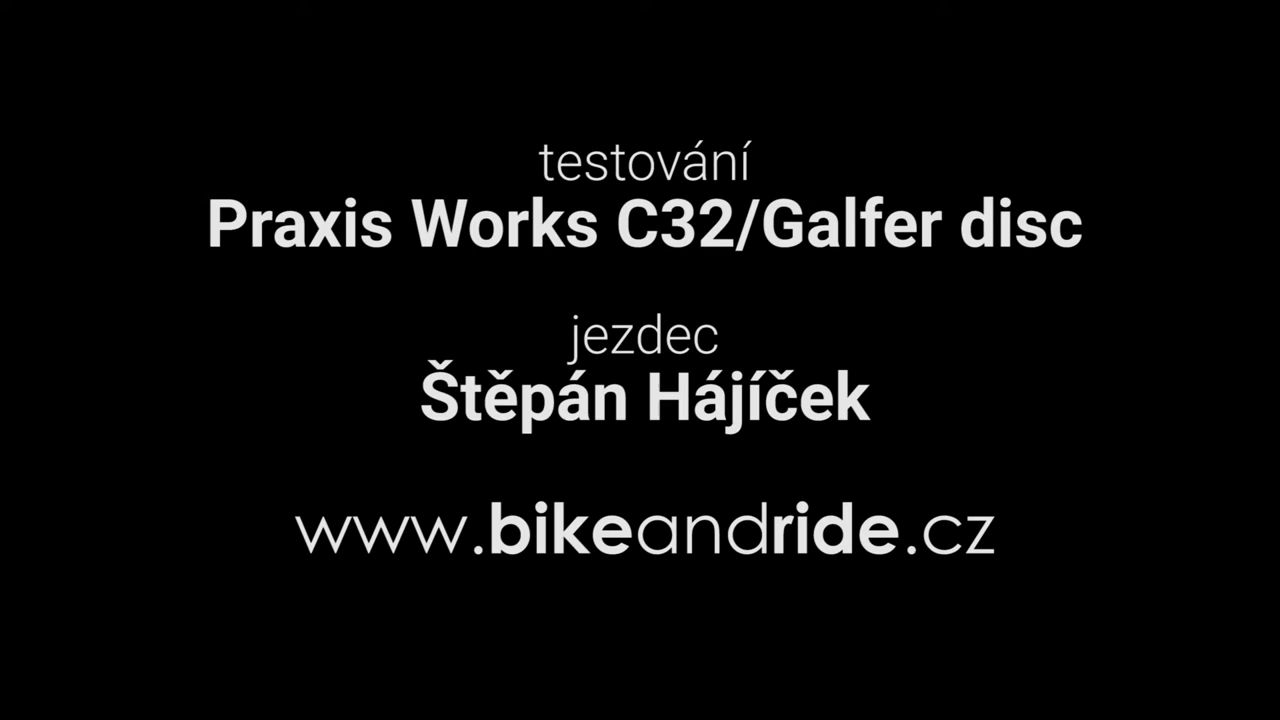 testování
Praxis Works C32/Galfer disc
jezdec
Štěpán Hájíček
www.bikeandride.cz